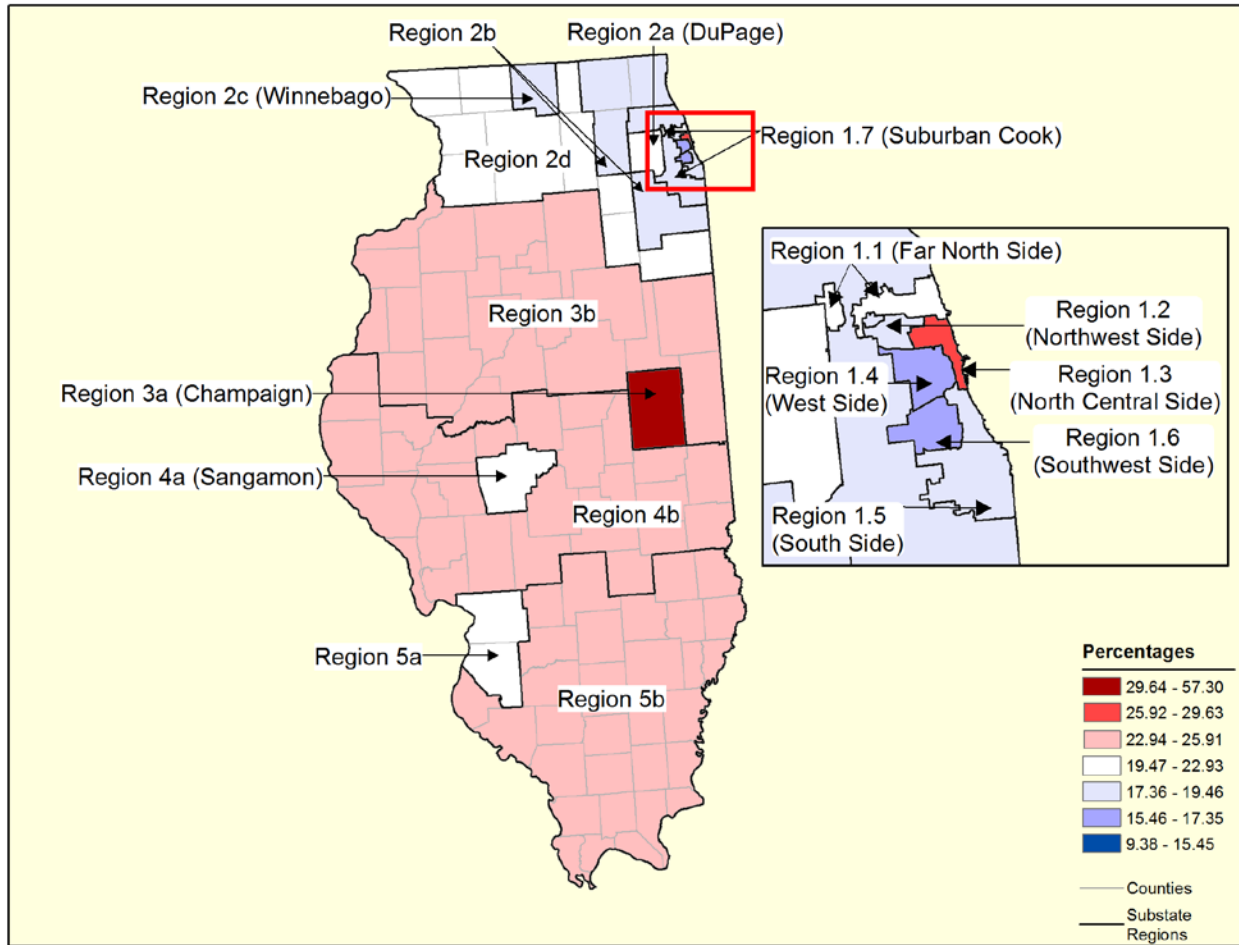 Region 2b
Region 2a (DuPage)
Region 2c (Winnebago)
Region 1.7 (Suburban Cook)
Region 2d
Region 1.1 (Far North Side)
Region 1.2
(Northwest Side)
Region 3b
Region 1.4
(West Side)
Region 1.3
(North Central Side)
Region 3a (Champaign)
Region 1.6
(Southwest Side)
Region 4a (Sangamon)
Region 4b
Region 1.5
(South Side)
Region 5a
Region 5b
Percentages
29.64 - 57.30
25.92 - 29.63
22.94 - 25.91
19.47 - 22.93
17.36 - 19.46
15.46 - 17.35
9.38 - 15.45
Counties
Substate
Regions